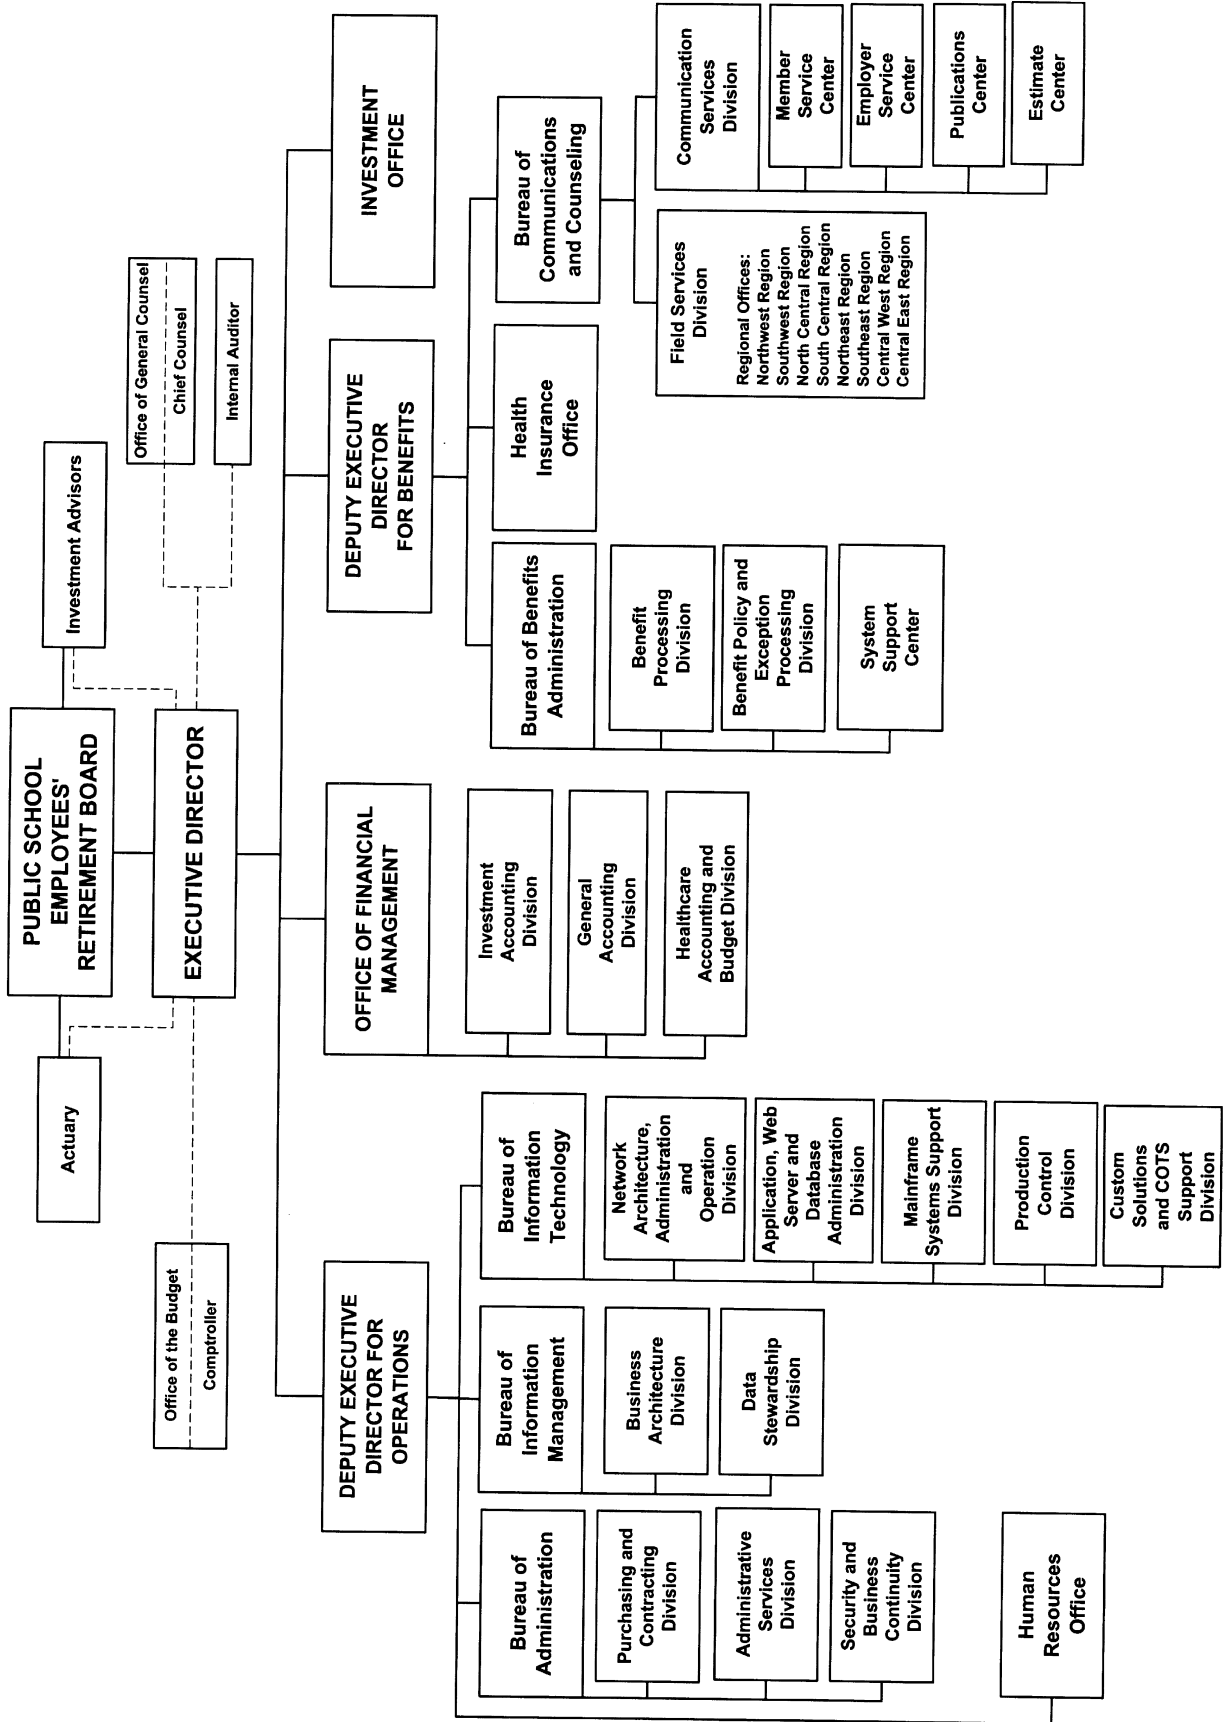 PUBLIC SCHOOL
EMPLOYEES'
RETIREMENT BOARD
Actuary
Investment Advisors
EXECUTIVE DIRECTOR
Office of the Budget
Comptroller
Office of General Counsel
Chief Counsel
Internal Auditor
DEPUTY EXECUTIVE
DIRECTOR FOR
OPERATIONS
OFFICE OF FINANCIAL
MANAGEMENT
DEPUTY EXECUTIVE
DIRECTOR
FOR BENEFITS
INVESTMENT
OFFICE
Bureau of
Administration
Purchasing and
Contracting
Division
Administrative
Services
Division
Security and
Business
Continuity
Division
Human
Resources
Office
Bureau of
Information
Management
Business
Architecture
Division
Data
Stewardship
Division
Bureau of
Information
Technology
Network
Architecture,
Administration
and
Operation
Division
Application, Web
Server and
Database
Administration
Division
Mainframe
Systems Support
Division
Production
Control
Division
Custom
Solutions
and COTS
Support
Division
Investment
Accounting
Division
General
Accounting
Division
Healthcare
Accounting and
Budget Division
Bureau of Benefits
Administration
Benefit
Processing
Division
Benefit Policy and
Exception
Processing
Division
System
Support
Center
Health
Insurance
Office
Bureau of
Communications
and Counseling
Field Services
Division
Regional Offices:
Northwest Region
Southwest Region
North Central Region
South Central Region
Northeast Region
Southeast Region
Central West Region
Central East Region
Communication
Services
Division
Member
Service
Center
Employer
Service
Center
Publications
Center
Estimate
Center